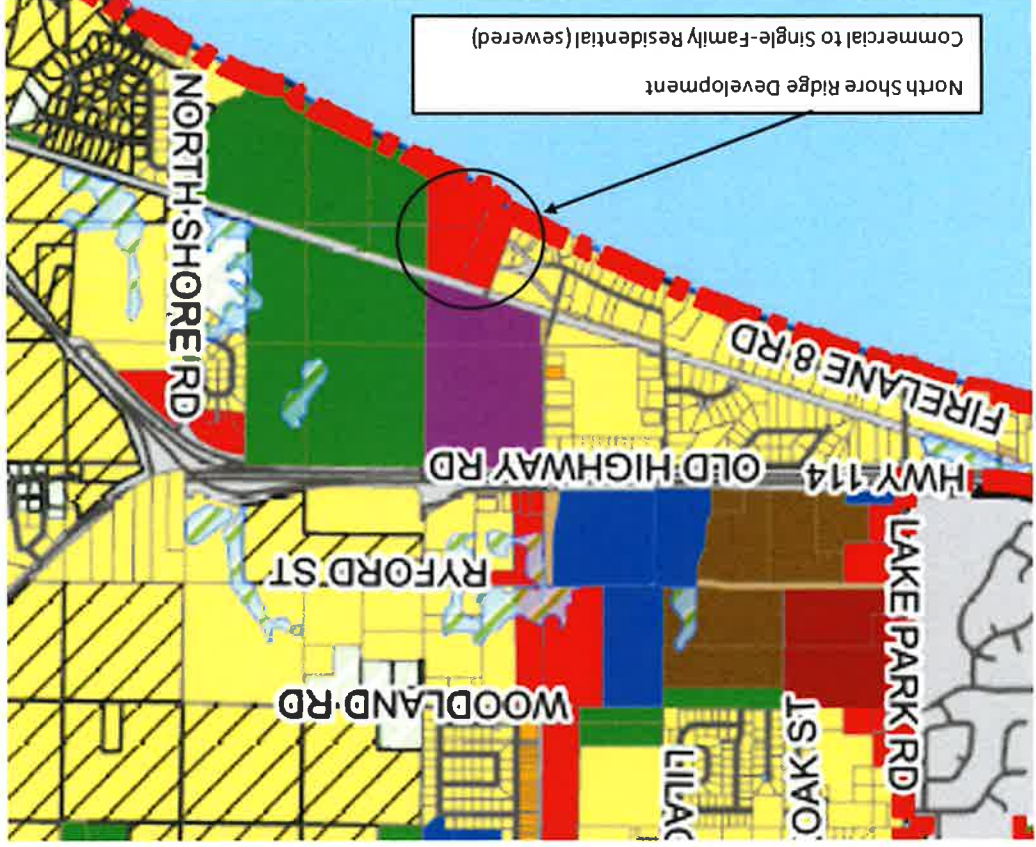 LILAC
OAK ST
LAKE PARK RD
WOODLAND RD
RYFORD ST
HWY 114
OLD HIGHWAY RD
FIRELANE 8 RD
NORTH SHORE RD
North Shore Ridge Development
Commercial to Single-Family Residential (sewered)